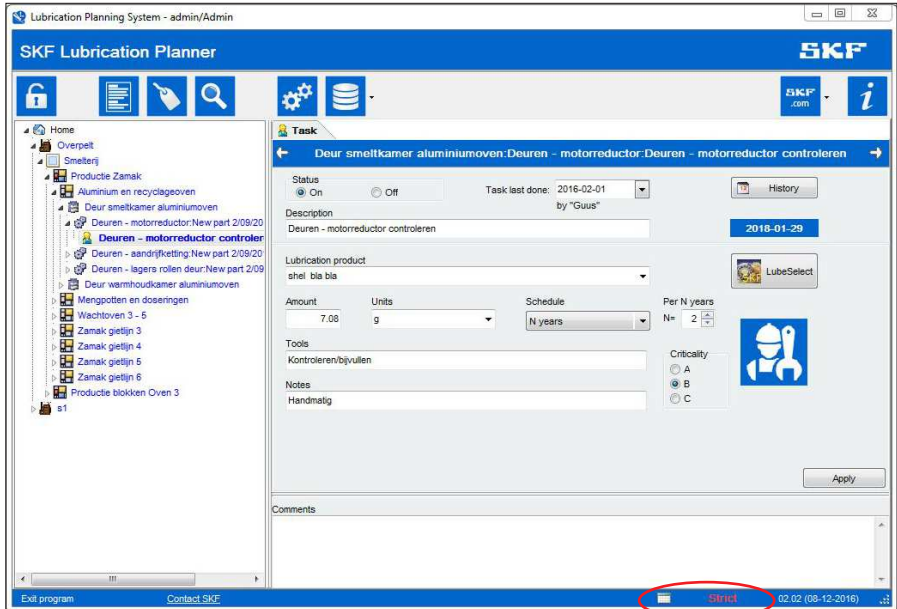 Lubrication Planning System - admin/Admin
SKF Lubrication Planner
SKF
SKF
.com
i
Home
Overpelt
Smelterij
Productie Zamak
Aluminium en recyclageoven
Deur smeltkamer aluminiumoven
Deuren - motorreductor:New part 2/09/20
Deuren - motorreductor controler
Deuren - aandrijfketting:New part 2/09/20
Deuren - lagers rollen deur:New part 2/09
Deur warmhoudkamer aluminiumoven
Mengpotten en doseringen
Wachtoven 3 - 5
Zamak gietlijn 3
Zamak gietlijn 4
Zamak gietlijn 5
Zamak gietlijn 6
Productie blokken Oven 3
s1
Task
Deur smeltkamer aluminiumoven:Deuren - motorreductor:Deuren - motorreductor controleren
Status
On Off
Task last done: 2016-02-01
by "Guus"
History
Description
Deuren - motorreductor controleren
2018-01-29
Lubrication product
shel bla bla
LubeSelect
Amount Units Schedule Per N years
7.08 g N years N= 2
Tools
Kontroleren/bijvullen
Criticality
A
B
C
Notes
Handmatig
Apply
Comments
Exit program Contact SKF Strict 02.02 (08-12-2016)